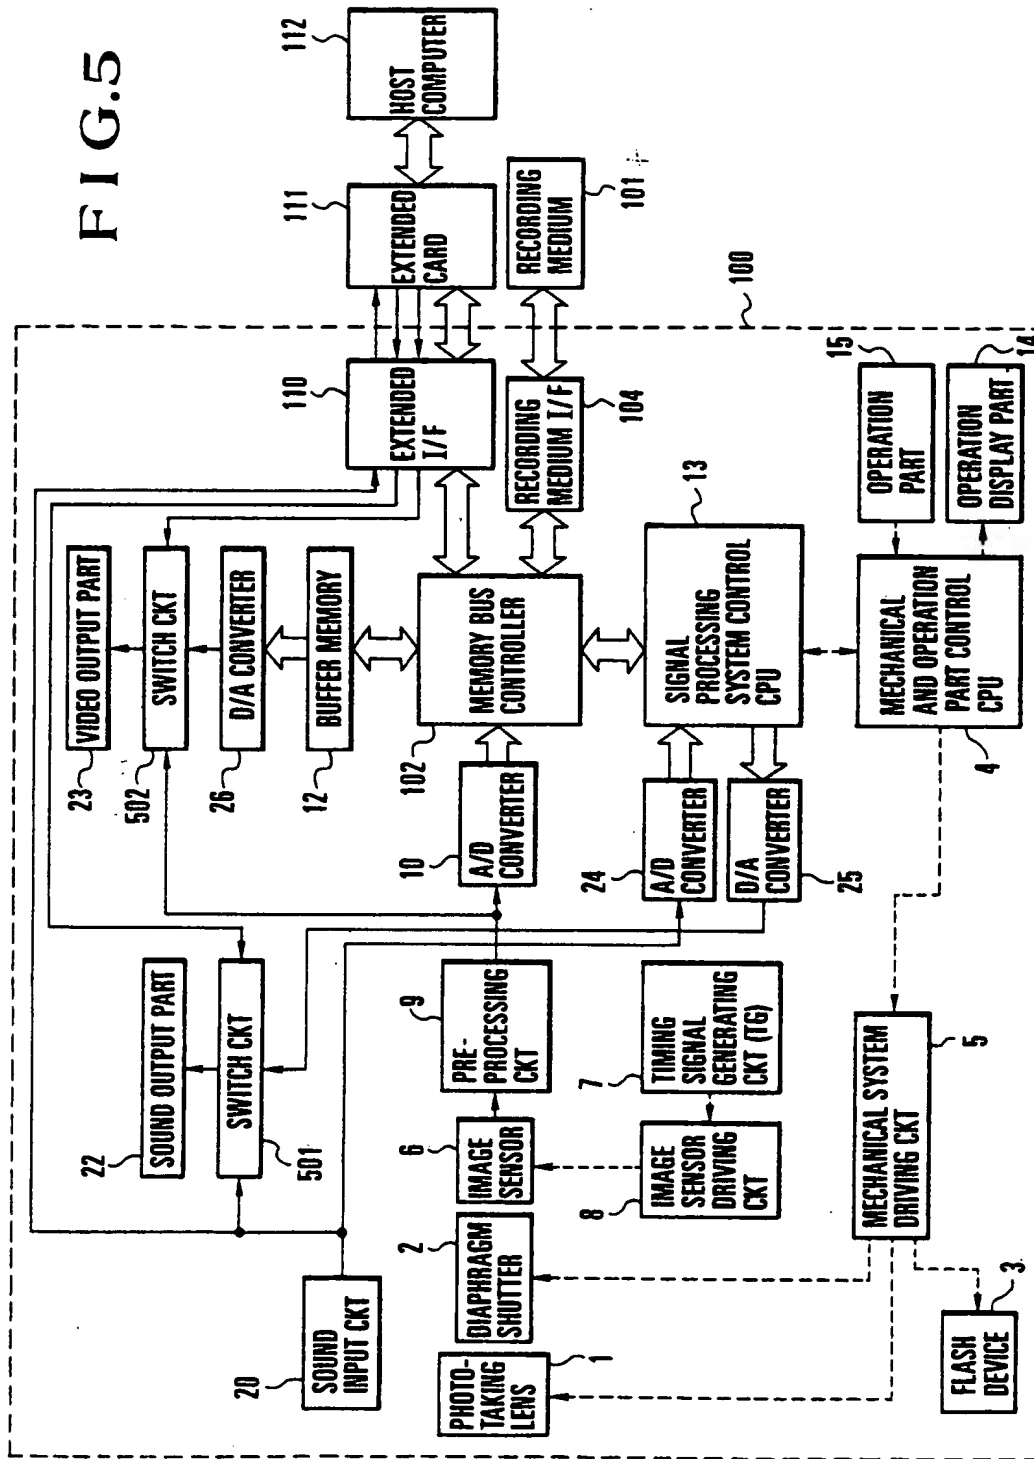 FIG.5
112
HOST
COMPUTER
111
EXTENDED
CARD
RECORDING
MEDIUM
101
100
110
EXTENDED
I/F
RECORDING
MEDIUM I/F
104
15
OPERATION
PART
14
OPERATION
DISPLAY PART
23
VIDEO OUTPUT PART
502
SWITCH CKT
26
D/A CONVERTER
12
BUFFER MEMORY
102
MEMORY BUS
CONTROLLER
13
SIGNAL
PROCESSING
SYSTEM CONTROL
CPU
MECHANICAL
AND OPERATION
PART CONTROL
CPU
4
10
A/D
CONVERTER
24
A/D
CONVERTER
D/A
CONVERTER
25
22
SOUND OUTPUT PART
SWITCH CKT
501
9
PRE-
PROCESSING
CKT
7
TIMING
SIGNAL
GENERATING
CKT (TG)
6
IMAGE
SENSOR
8
IMAGE
SENSOR
DRIVING
CKT
MECHANICAL SYSTEM
DRIVING CKT
5
20
SOUND
INPUT CKT
2
DIAPHRAGM
SHUTTER
PHOTO-
TAKING
LENS
1
FLASH
DEVICE
3